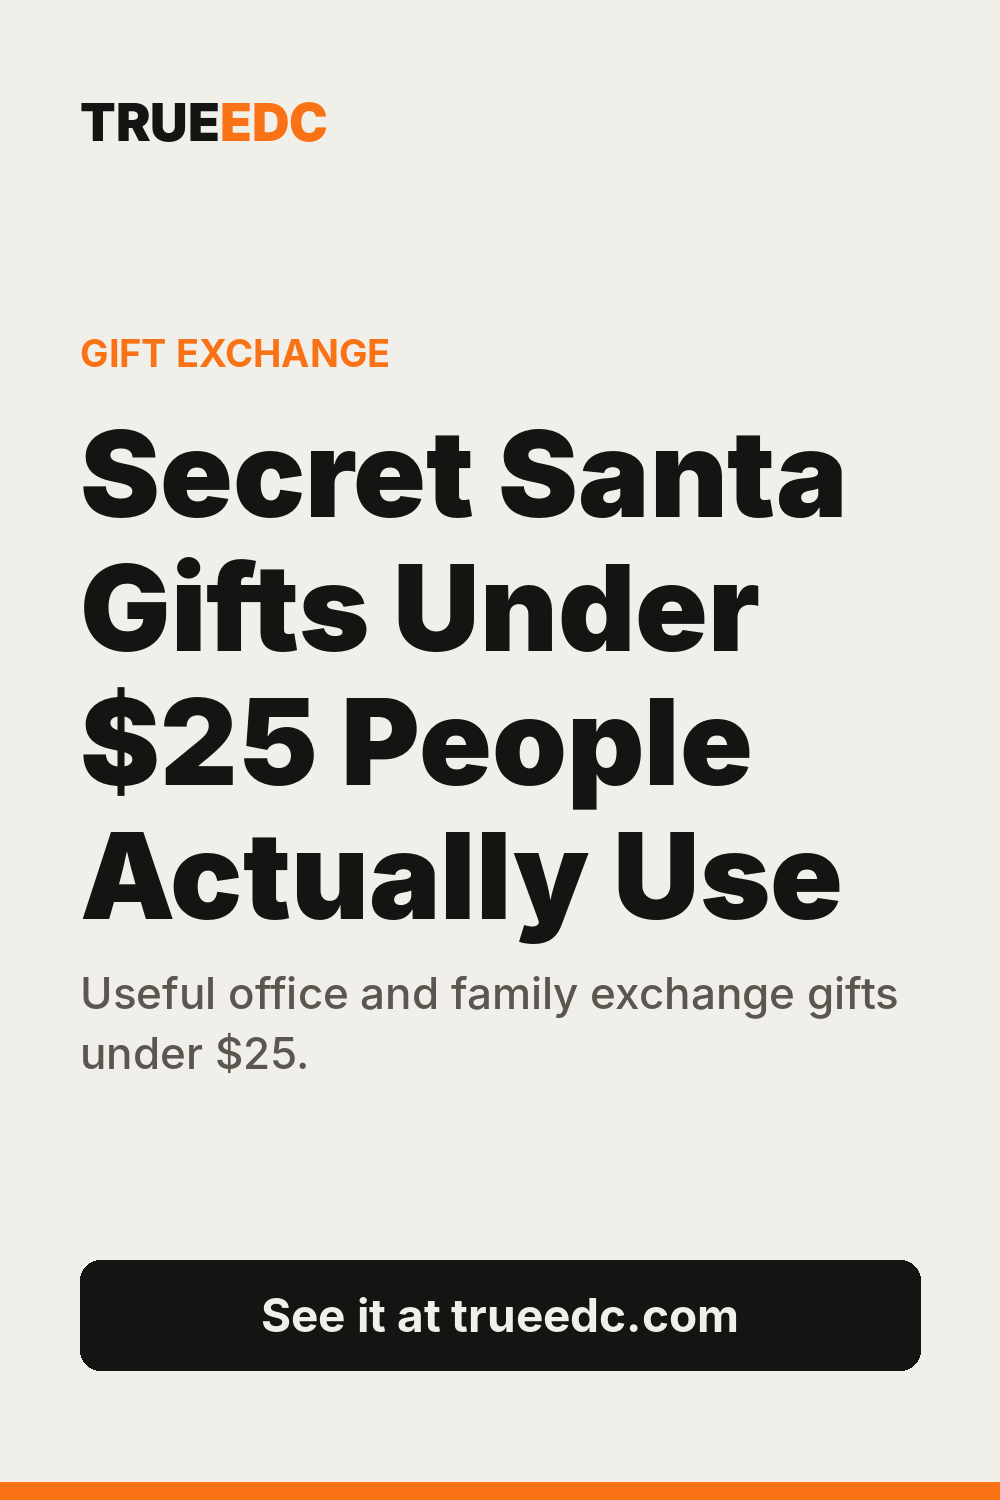 TRUEEDC
GIFT EXCHANGE
Secret Santa
Gifts Under
$25 People
Actually Use
Useful office and family exchange gifts
under $25.
See it at trueedc.com